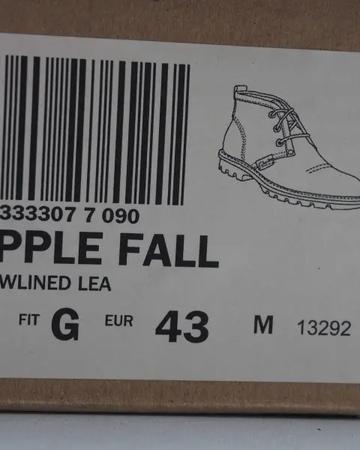 333307 7 090
PPLE FALL
WLINED LEA
FIT G EUR 43 M 13292